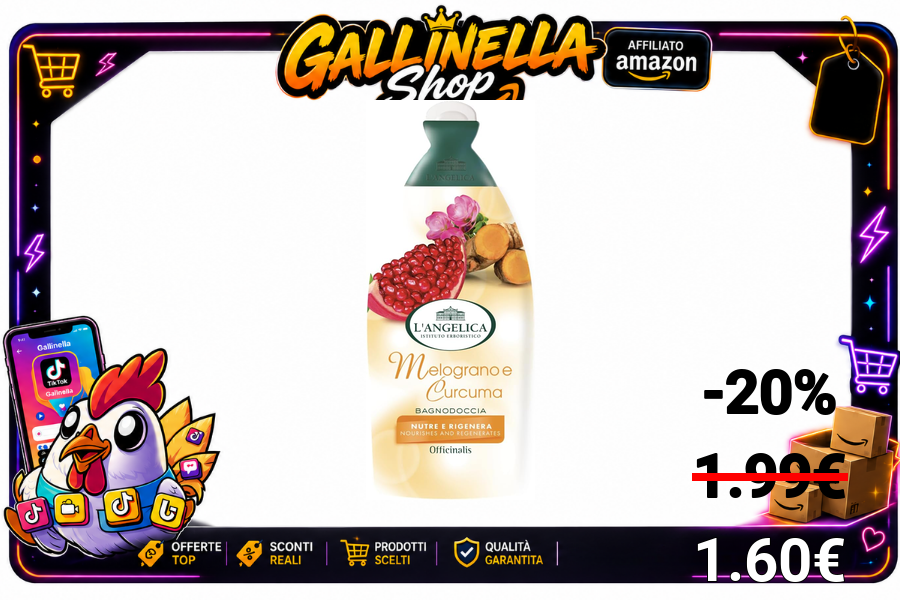 GALLINELLA
Shop
AFFILIATO
amazon
L'ANGELICA
ISTITUTO ERBORISTICO
Melograno e
Curcuma
BAGNODOCCIA
NUTRE E RIGENERA
NOURISHES AND REGENERATES
Officinalis
Gallinella
TikTok
Gallinella
-20%
1.99€
1.60€
OFFERTE
TOP
SCONTI
REALI
PRODOTTI
SCELTI
QUALITÀ
GARANTITA